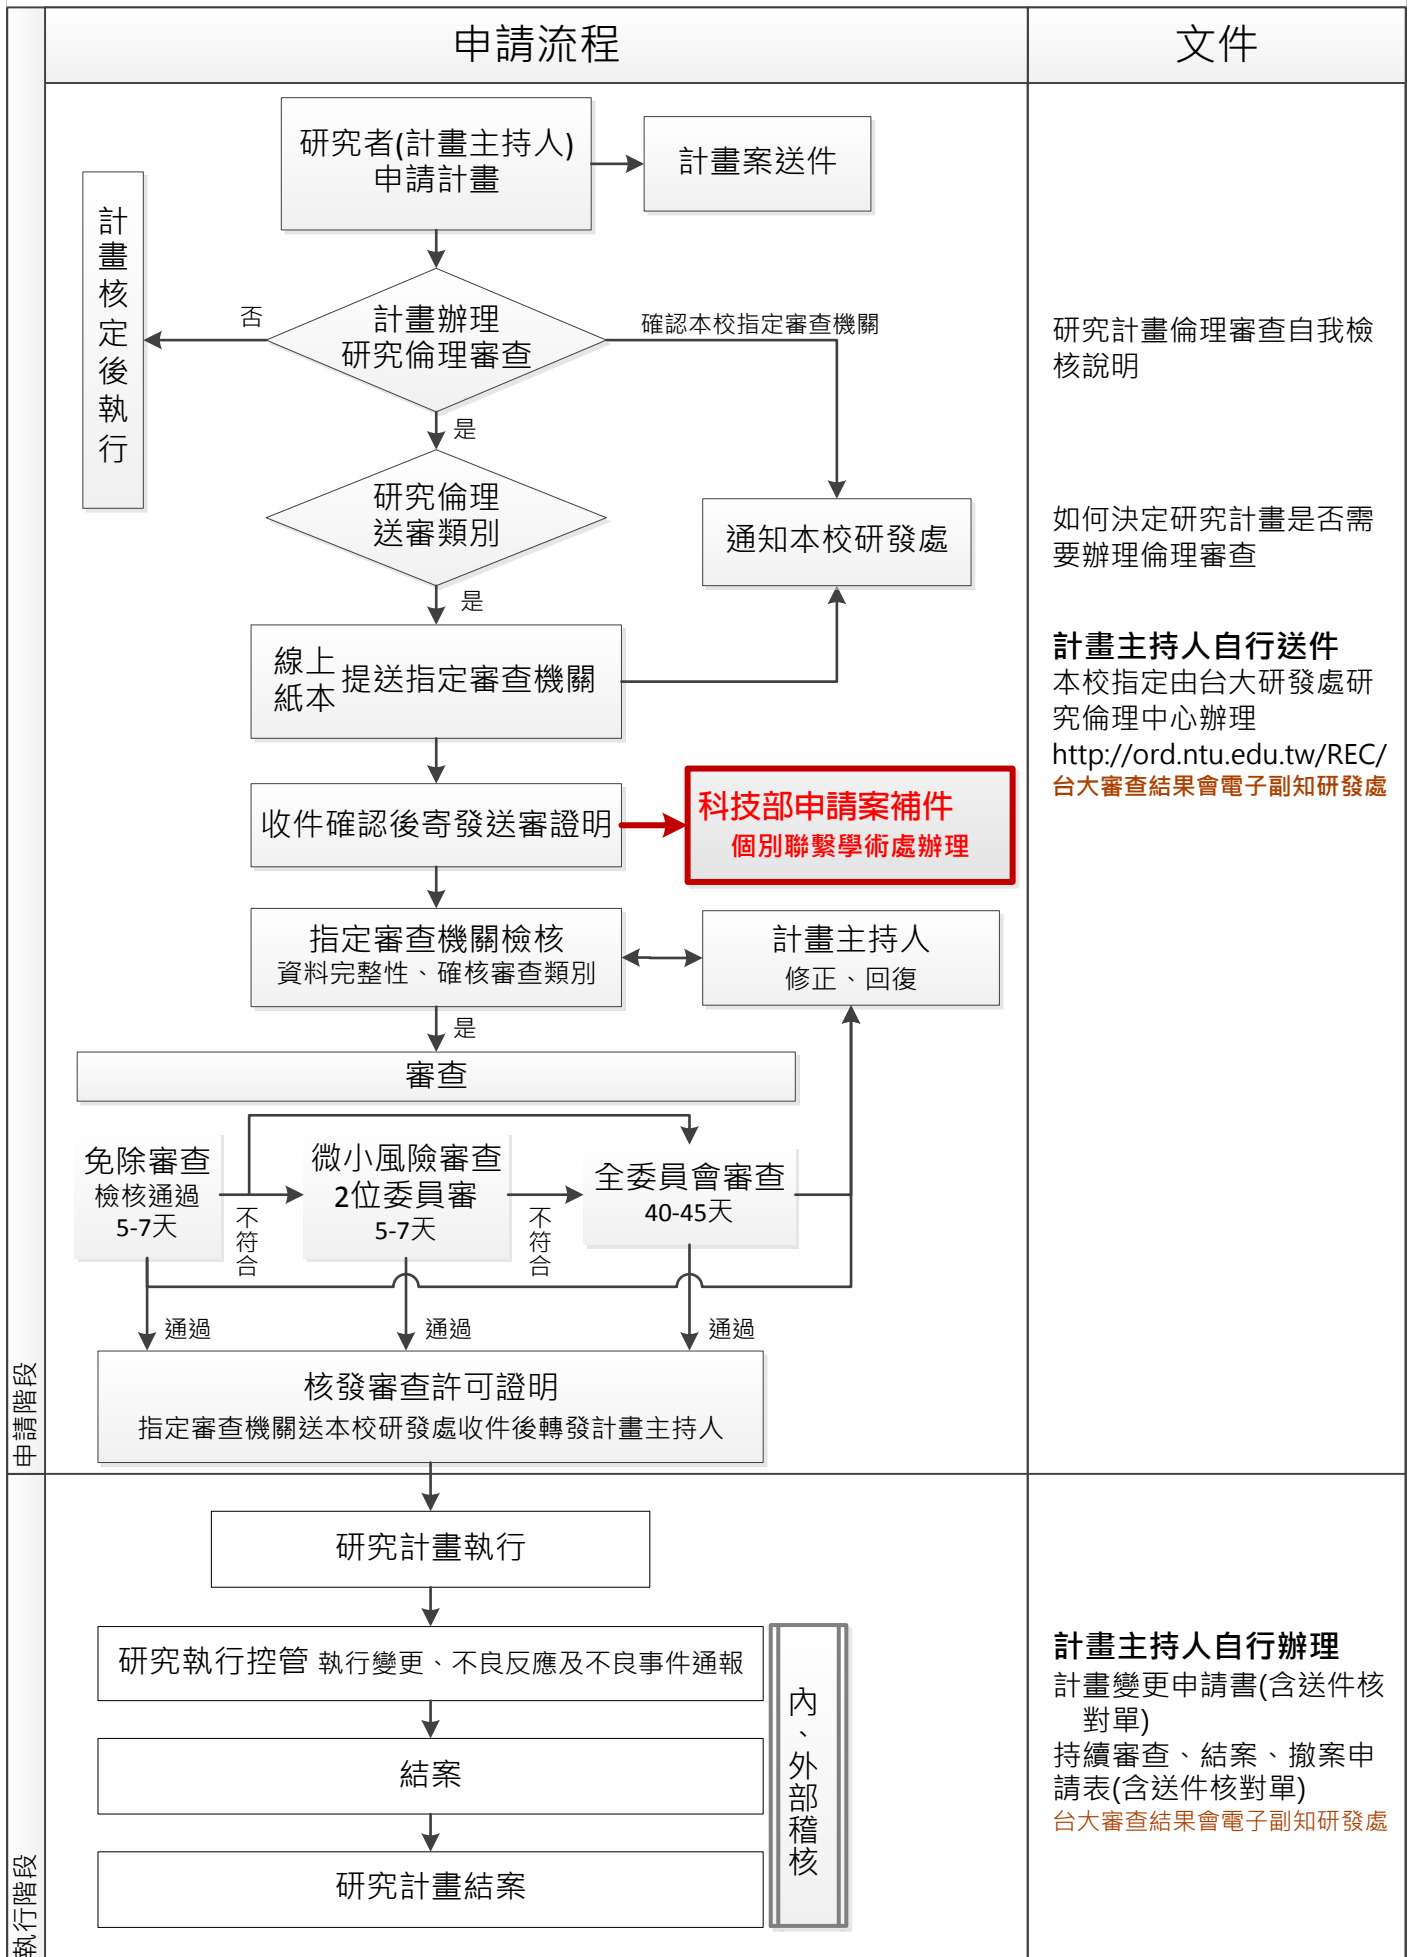 申請流程
文件
研究者(計畫主持人)
申請計畫
計畫案送件
計畫核定後執行
計畫辦理
研究倫理審查
否
確認本校指定審查機關
研究計畫倫理審查自我檢
核說明
是
研究倫理
送審類別
通知本校研發處
如何決定研究計畫是否需
要辦理倫理審查
是
線上
紙本
提送指定審查機關
計畫主持人自行送件
本校指定由台大研發處研
究倫理中心辦理
http://ord.ntu.edu.tw/REC/
台大審查結果會電子副知研發處
收件確認後寄發送審證明
科技部申請案補件
個別聯繫學術處辦理
指定審查機關檢核
資料完整性、確核審查類別
計畫主持人
修正、回復
是
審查
免除審查
檢核通過
5-7天
不符合
微小風險審查
2位委員審
5-7天
不符合
全委員會審查
40-45天
通過
通過
通過
核發審查許可證明
指定審查機關送本校研發處收件後轉發計畫主持人
申請階段
研究計畫執行
研究執行控管 執行變更、不良反應及不良事件通報
結案
研究計畫結案
內、外部稽核
計畫主持人自行辦理
計畫變更申請書(含送件核
對單)
持續審查、結案、撤案申
請表(含送件核對單)
台大審查結果會電子副知研發處
執行階段